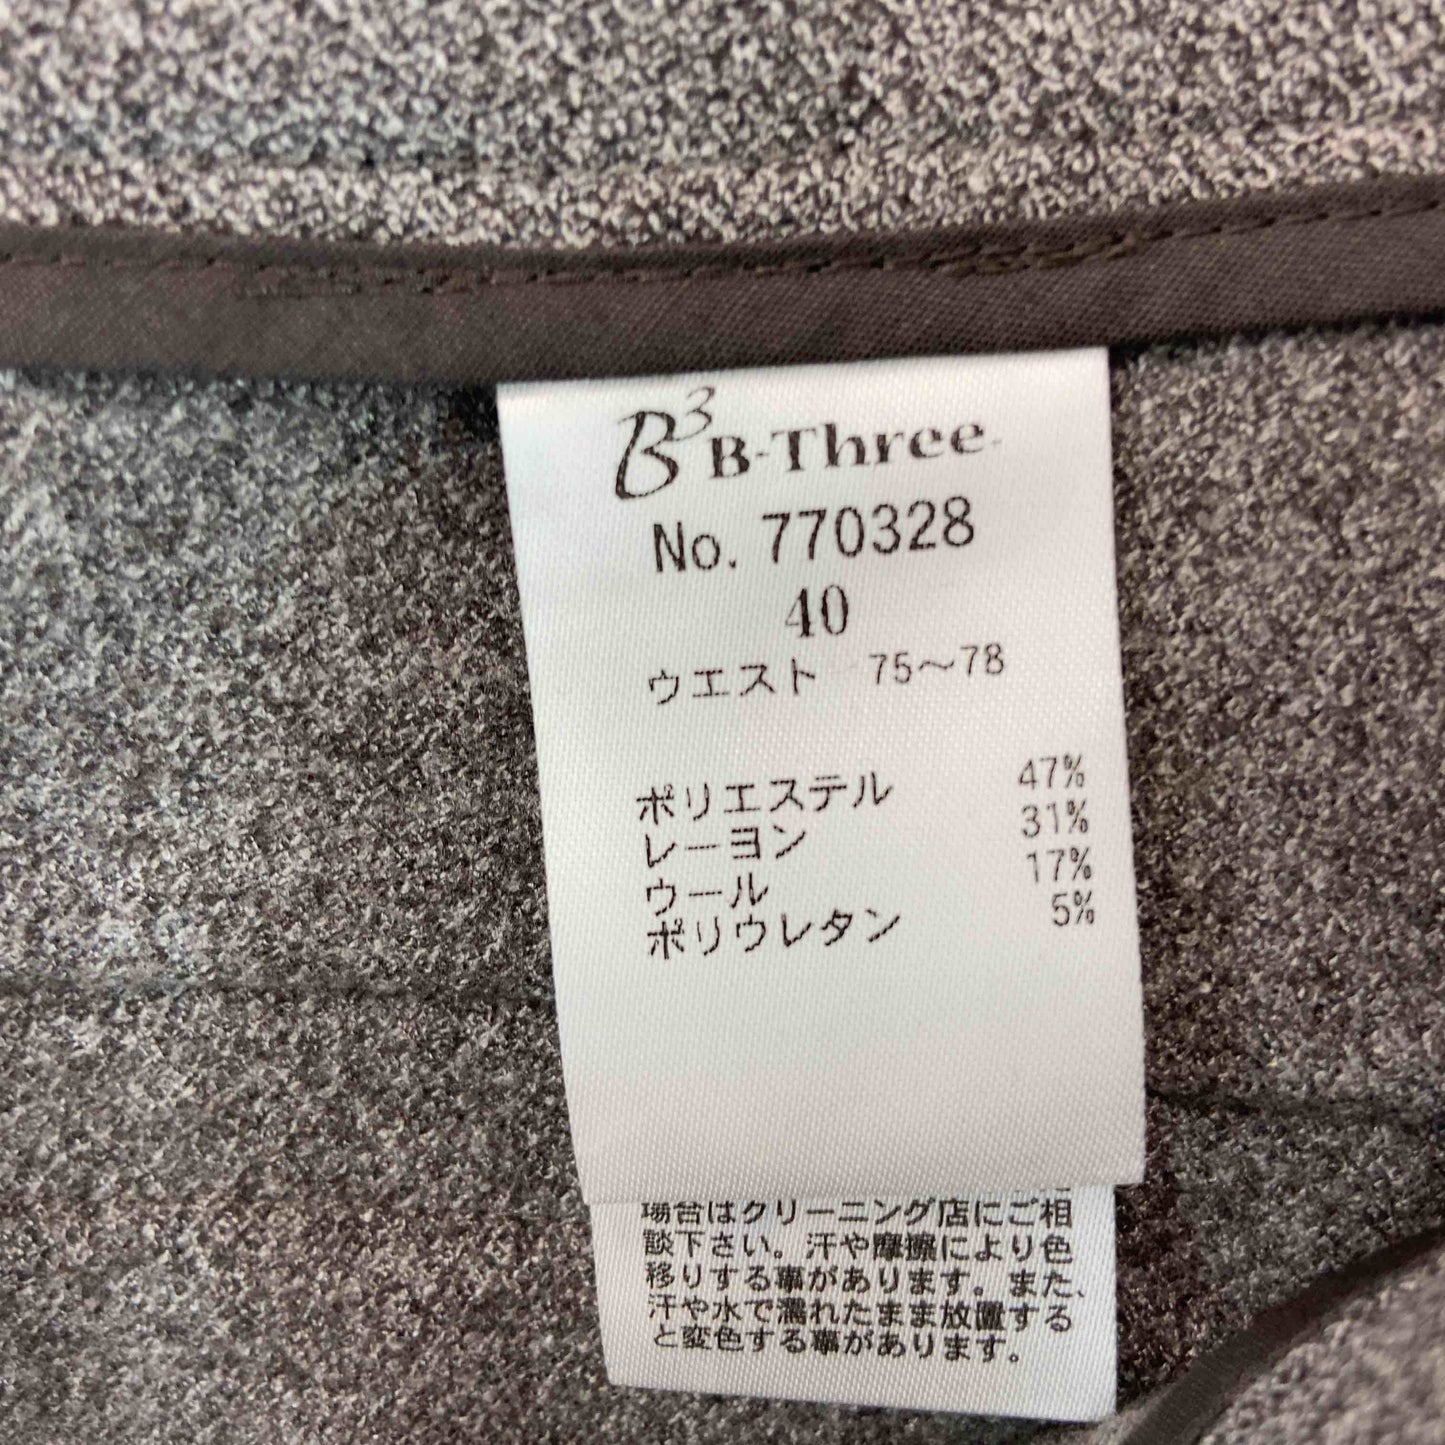 B³ B-Three
No. 770328
40
ウエスト 75〜78
ポリエステル 47%
レーヨン 31%
ウール 17%
ポリウレタン 5%
場合はクリーニング店にご相
談下さい。汗や摩擦により色
移りする事があります。また、
汗や水で濡れたまま放置する
と変色する事があります。